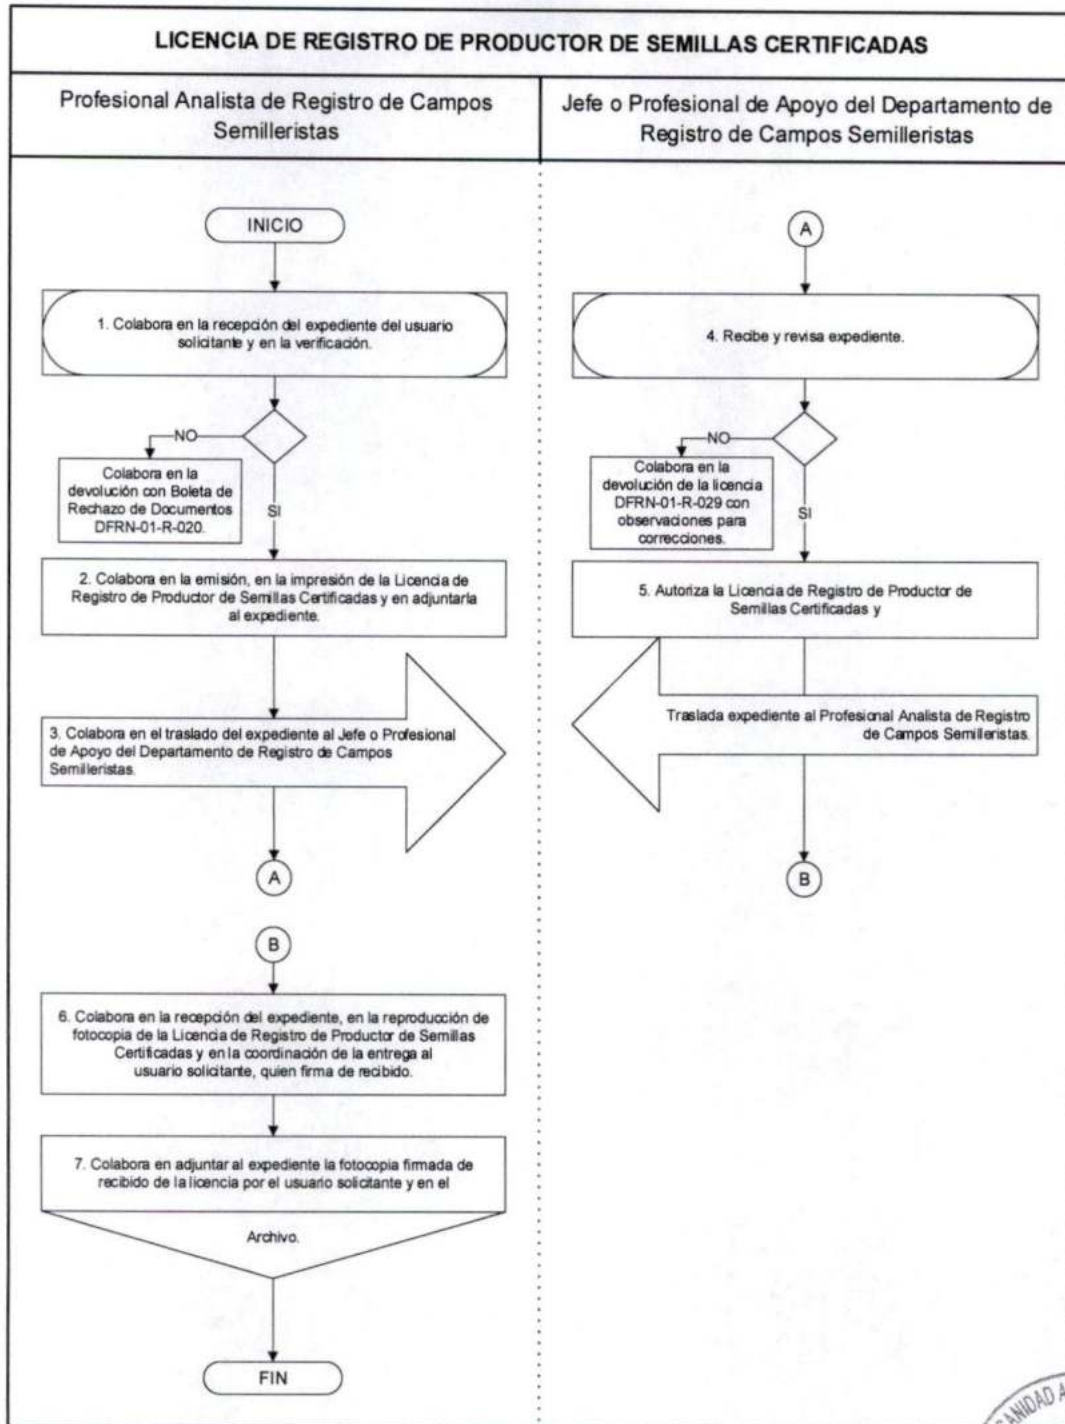 LICENCIA DE REGISTRO DE PRODUCTOR DE SEMILLAS CERTIFICADAS
Profesional Analista de Registro de Campos
Semilleristas
Jefe o Profesional de Apoyo del Departamento de
Registro de Campos Semilleristas
INICIO
1. Colabora en la recepción del expediente del usuario
solicitante y en la verificación.
NO
Colabora en la
devolución con Boleta de
Rechazo de Documentos
DFRN-01-R-020.
SI
2. Colabora en la emisión, en la impresión de la Licencia de
Registro de Productor de Semillas Certificadas y en adjuntarla
al expediente.
3. Colabora en el traslado del expediente al Jefe o Profesional
de Apoyo del Departamento de Registro de Campos
Semilleristas.
A
B
6. Colabora en la recepción del expediente, en la reproducción de
fotocopia de la Licencia de Registro de Productor de Semillas
Certificadas y en la coordinación de la entrega al
usuario solicitante, quien firma de recibido.
7. Colabora en adjuntar al expediente la fotocopia firmada de
recibido de la licencia por el usuario solicitante y en el
Archivo.
FIN
A
4. Recibe y revisa expediente.
NO
Colabora en la
devolución de la licencia
DFRN-01-R-029 con
observaciones para
correcciones.
SI
5. Autoriza la Licencia de Registro de Productor de
Semillas Certificadas y
Traslada expediente al Profesional Analista de Registro
de Campos Semilleristas.
B